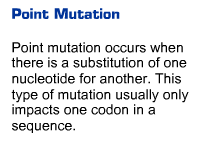 Point Mutation
Point mutation occurs when
there is a substitution of one
nucleotide for another. This
type of mutation usually only
impacts one codon in a
sequence.